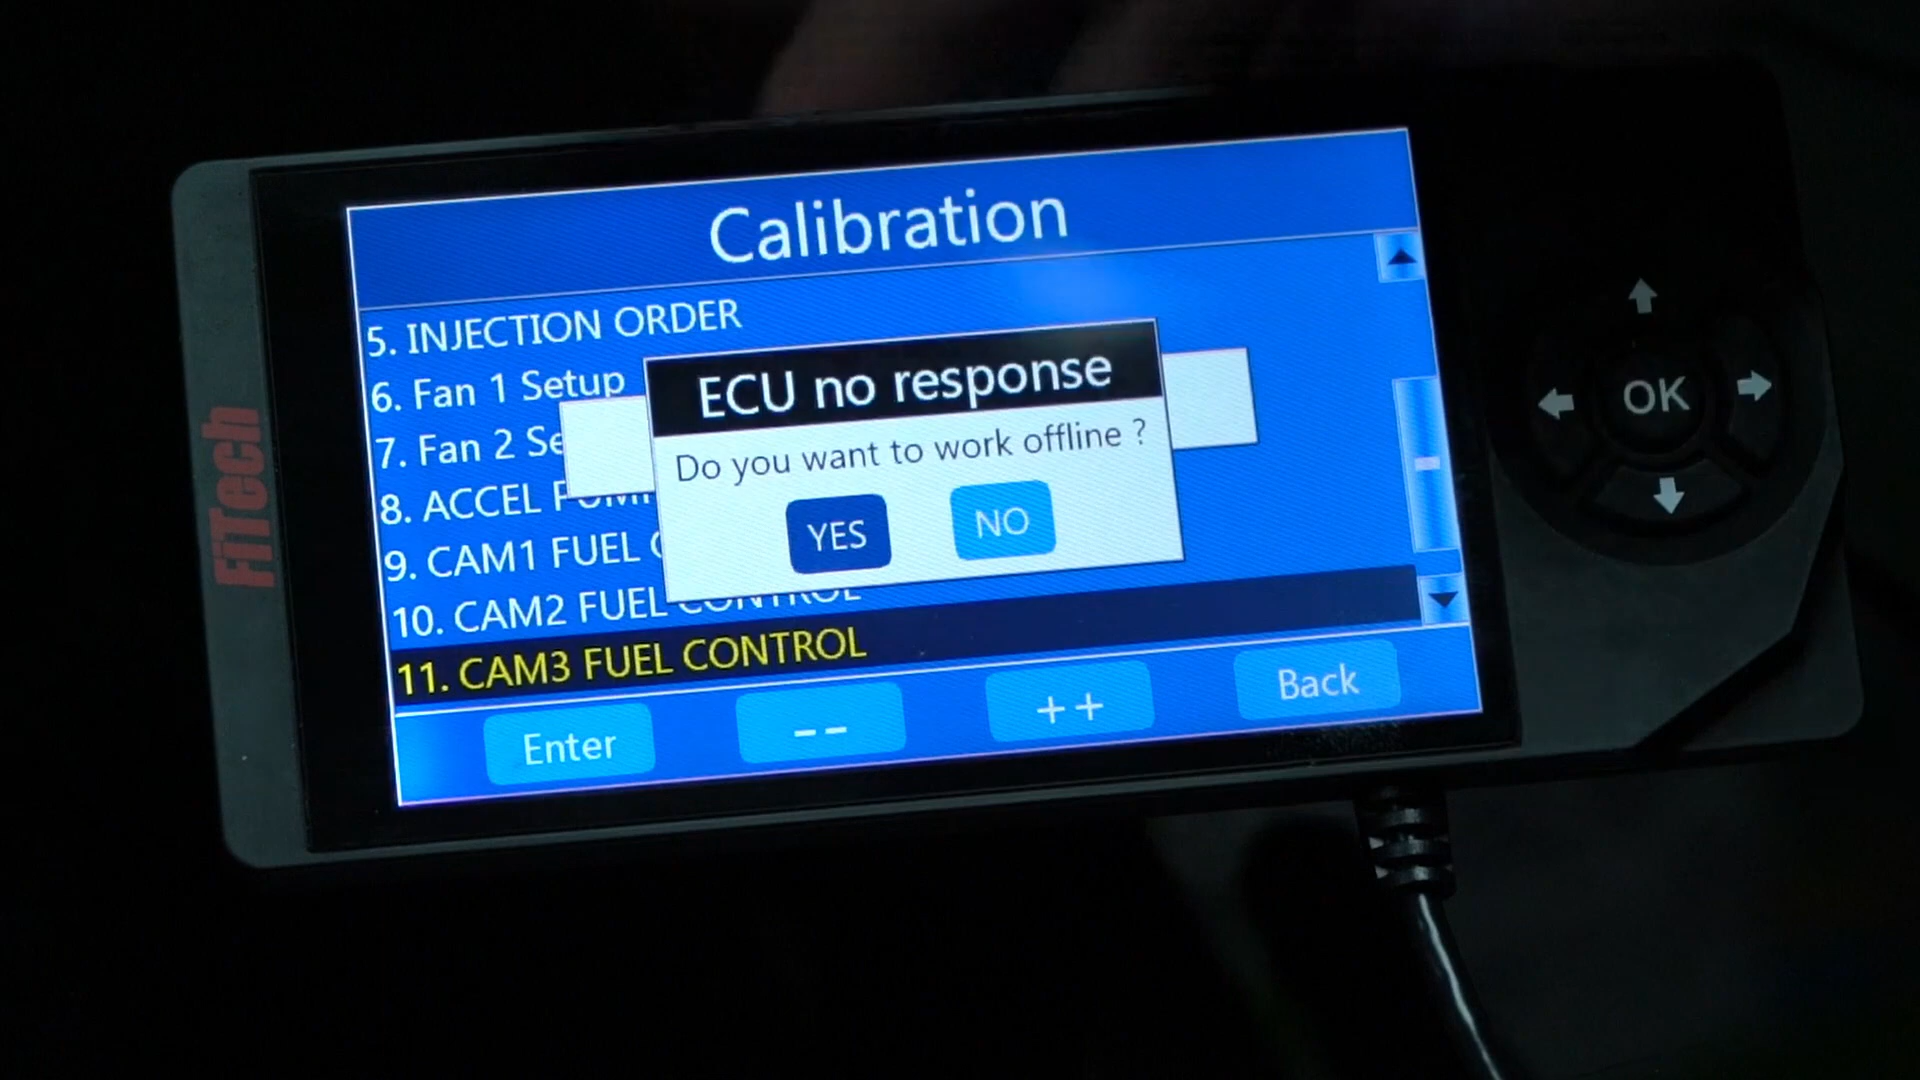 Calibration
5. INJECTION ORDER
6. Fan 1 Setup
7. Fan 2 Se
8. ACCEL PUMP
9. CAM1 FUEL C
10. CAM2 FUEL CONTROL
11. CAM3 FUEL CONTROL
ECU no response
Do you want to work offline ?
YES NO
Enter -- ++ Back
FiTech
OK